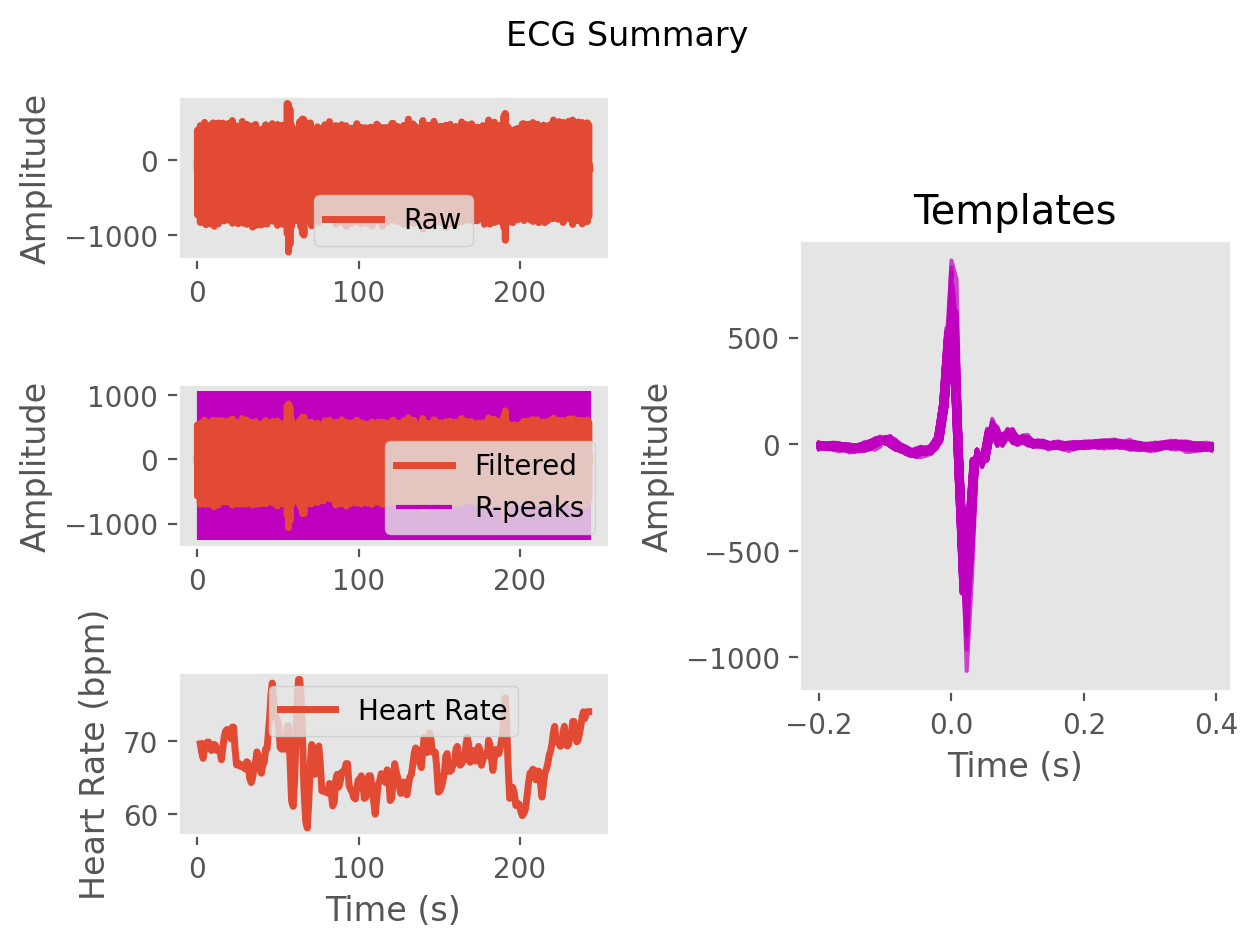 ECG Summary
Amplitude
0
−1000
Raw
0 100 200
Amplitude
1000
0
−1000
Filtered
R-peaks
0 100 200
Heart Rate (bpm)
70
60
Heart Rate
0 100 200
Time (s)
Templates
Amplitude
500
0
−500
−1000
−0.2 0.0 0.2 0.4
Time (s)